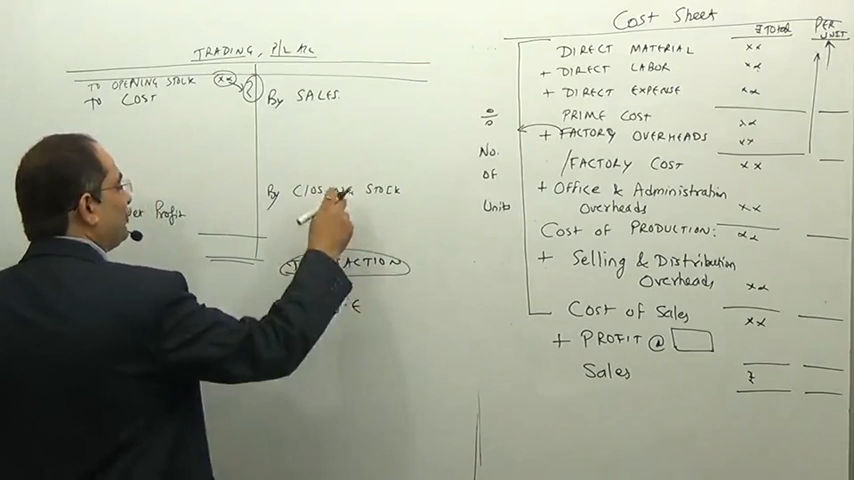 TRADING, P/L A/c
TO OPENING STOCK xx
To COST
By SALES.
By CLOSING STOCK
Net Profit
Cost Sheet
₹ TOTAL
PER UNIT
DIRECT MATERIAL xx
+ DIRECT LABOR xx
+ DIRECT EXPENSE xx
PRIME COST xx
+ FACTORY OVERHEADS xx
FACTORY COST xx
+ Office & Administration
Overheads xx
Cost of PRODUCTION: xx
+ Selling & Distribution
Overheads xx
Cost of Sales xx
+ PROFIT @
Sales ₹
÷
No.
of
Units